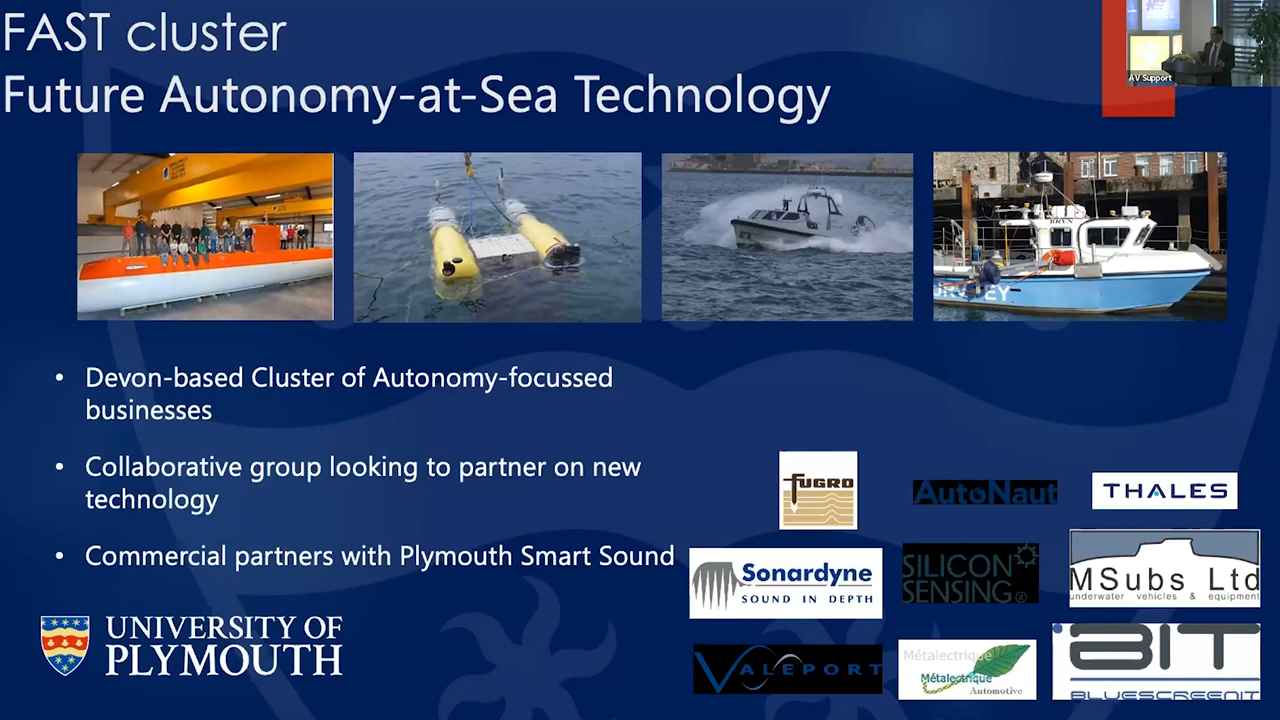 FAST cluster
Future Autonomy-at-Sea Technology
AV Support
BRYN
• Devon-based Cluster of Autonomy-focussed
businesses
• Collaborative group looking to partner on new
technology
• Commercial partners with Plymouth Smart Sound
FUGRO
AutoNaut
THALES
Sonardyne
SOUND IN DEPTH
SILICON
SENSING®
MSubs Ltd
underwater vehicles & equipment
VALEPORT
Métalectrique
Métalectrique
Automotive
BIT
BLUESCREENIT
UNIVERSITY OF
PLYMOUTH